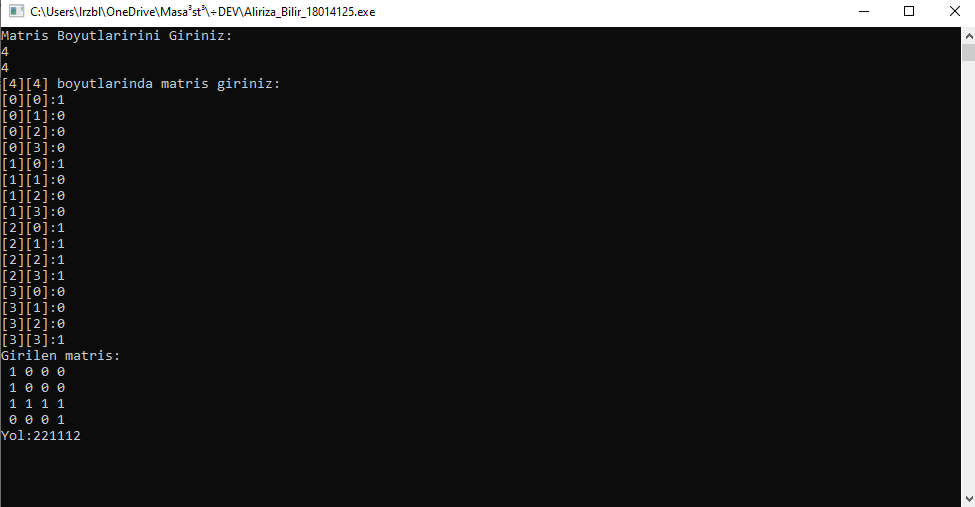 C:\Users\lrzbl\OneDrive\Masa³st³\÷DEV\Aliriza_Bilir_18014125.exe
Matris Boyutlaririni Giriniz:
4
4
[4][4] boyutlarinda matris giriniz:
[0][0]:1
[0][1]:0
[0][2]:0
[0][3]:0
[1][0]:1
[1][1]:0
[1][2]:0
[1][3]:0
[2][0]:1
[2][1]:1
[2][2]:1
[2][3]:1
[3][0]:0
[3][1]:0
[3][2]:0
[3][3]:1
Girilen matris:
1 0 0 0
1 0 0 0
1 1 1 1
0 0 0 1
Yol:221112